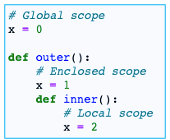 # Global scope
x = 0

def outer():
    # Enclosed scope
    x = 1
    def inner():
        # Local scope
        x = 2